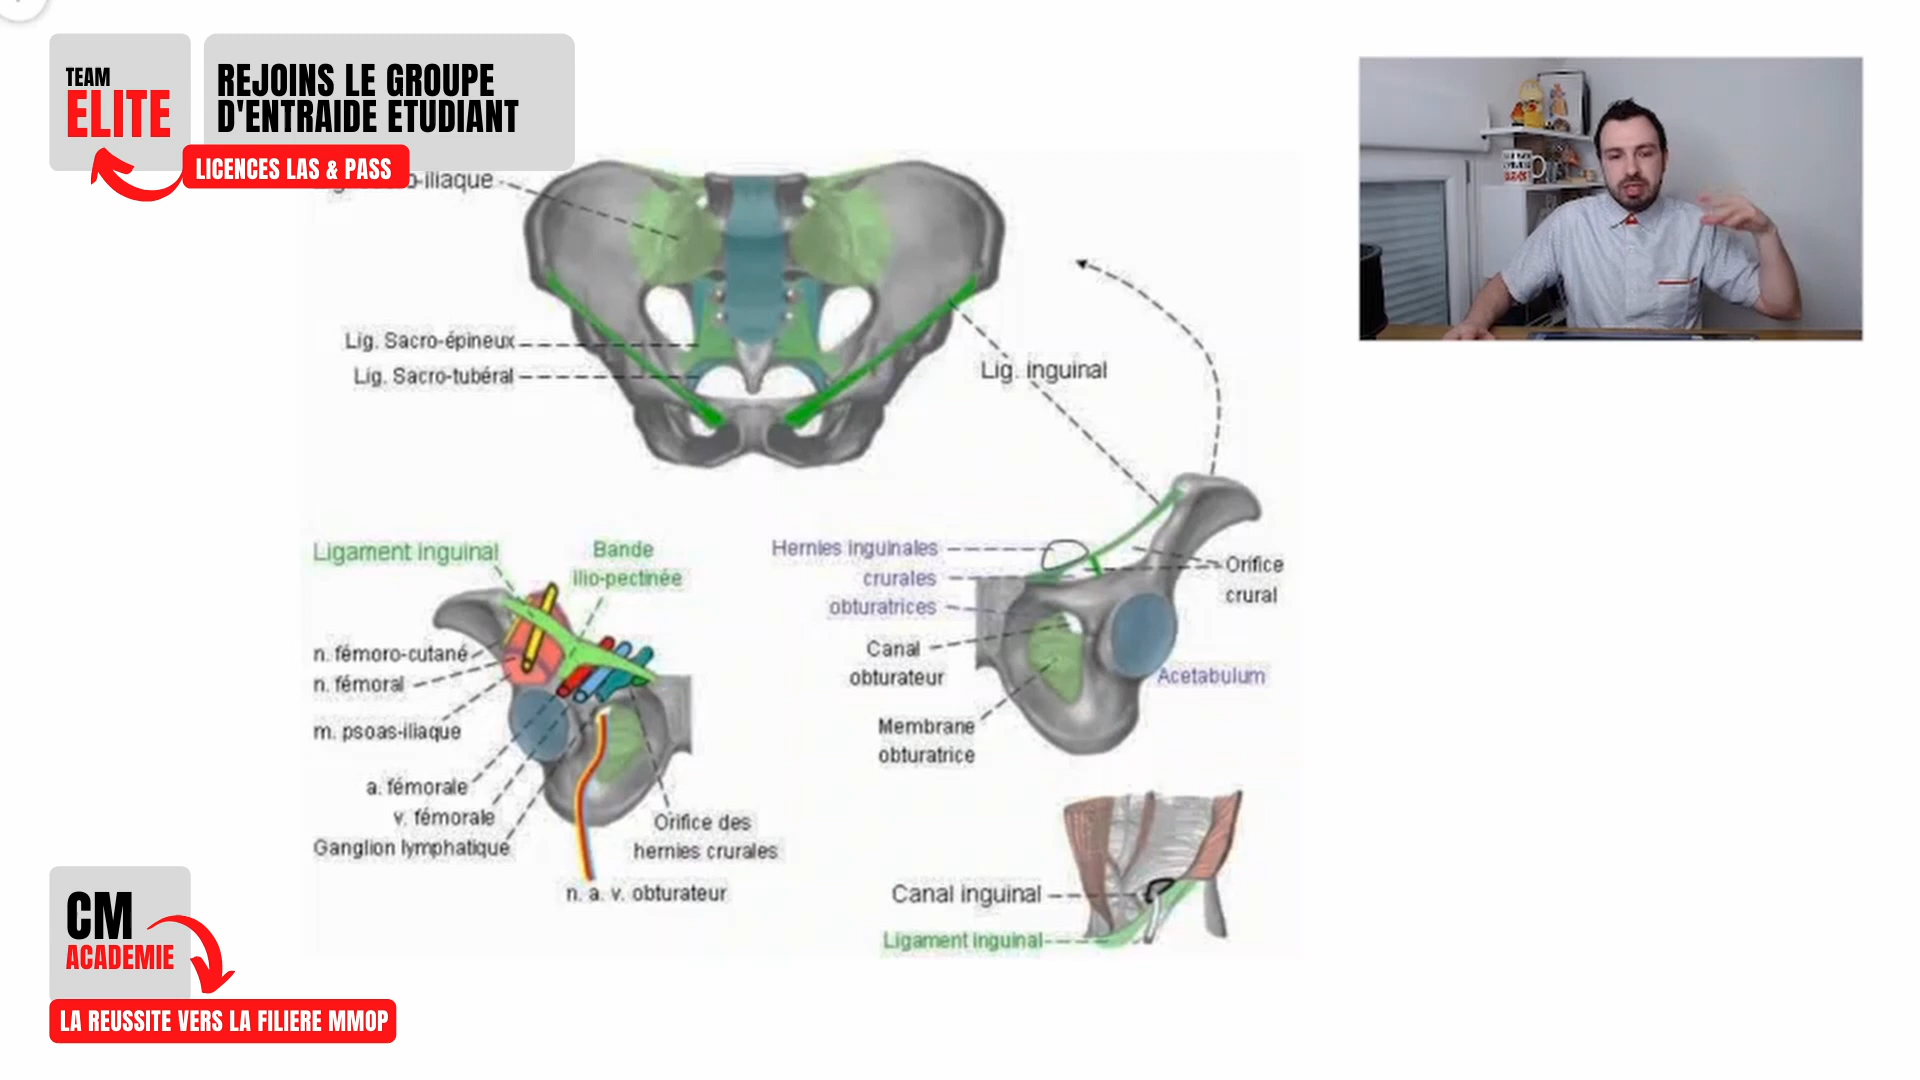 TEAM
ELITE
REJOINS LE GROUPE
D'ENTRAIDE ETUDIANT
LICENCES LAS & PASS
o-iliaque
Lig. Sacro-épineux
Lig. Sacro-tubéral
Lig. inguinal
Ligament inguinal
Bande
ilio-pectinée
n. fémoro-cutané
n. fémoral
m. psoas-iliaque
a. fémorale
v. fémorale
Ganglion lymphatique
Orifice des
hernies crurales
n. a. v. obturateur
Hernies inguinales
crurales
obturatrices
Canal
obturateur
Membrane
obturatrice
Orifice
crural
Acetabulum
Canal inguinal
Ligament inguinal
CM
ACADEMIE
LA REUSSITE VERS LA FILIERE MMOP